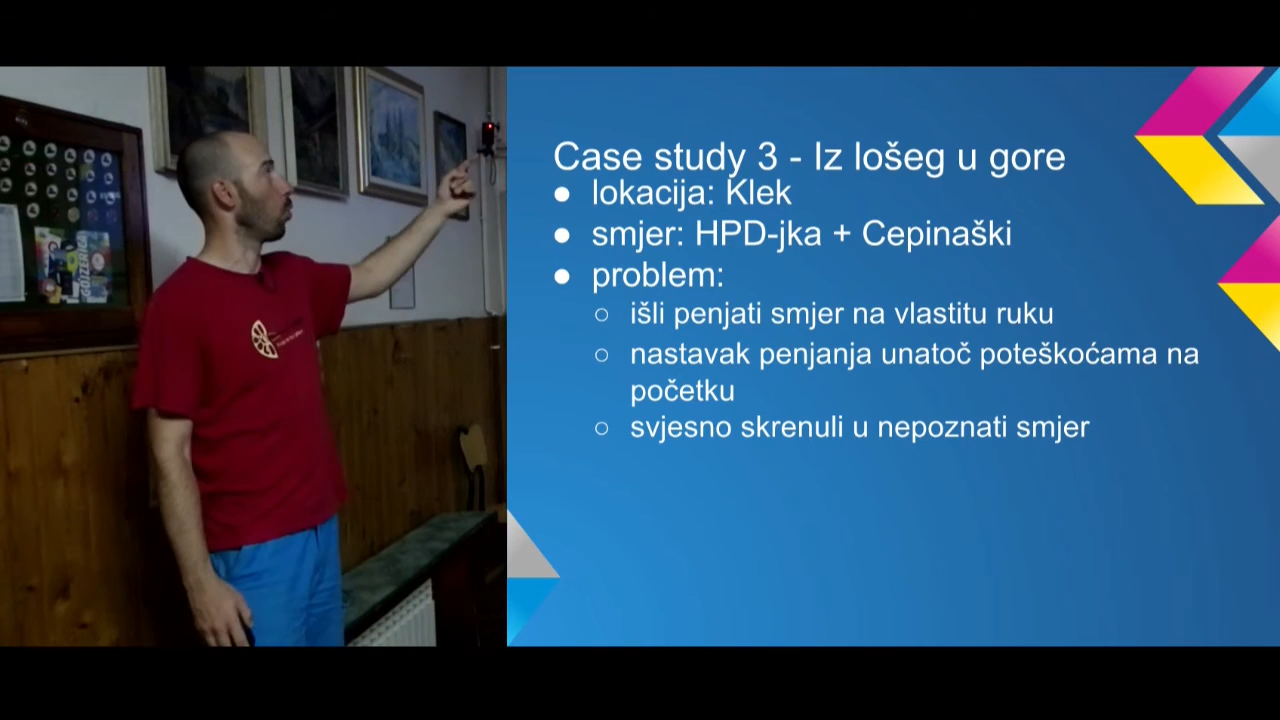 Case study 3 - Iz lošeg u gore
● lokacija: Klek
● smjer: HPD-jka + Cepinaški
● problem:
○ išli penjati smjer na vlastitu ruku
○ nastavak penjanja unatoč poteškoćama na
početku
○ svjesno skrenuli u nepoznati smjer